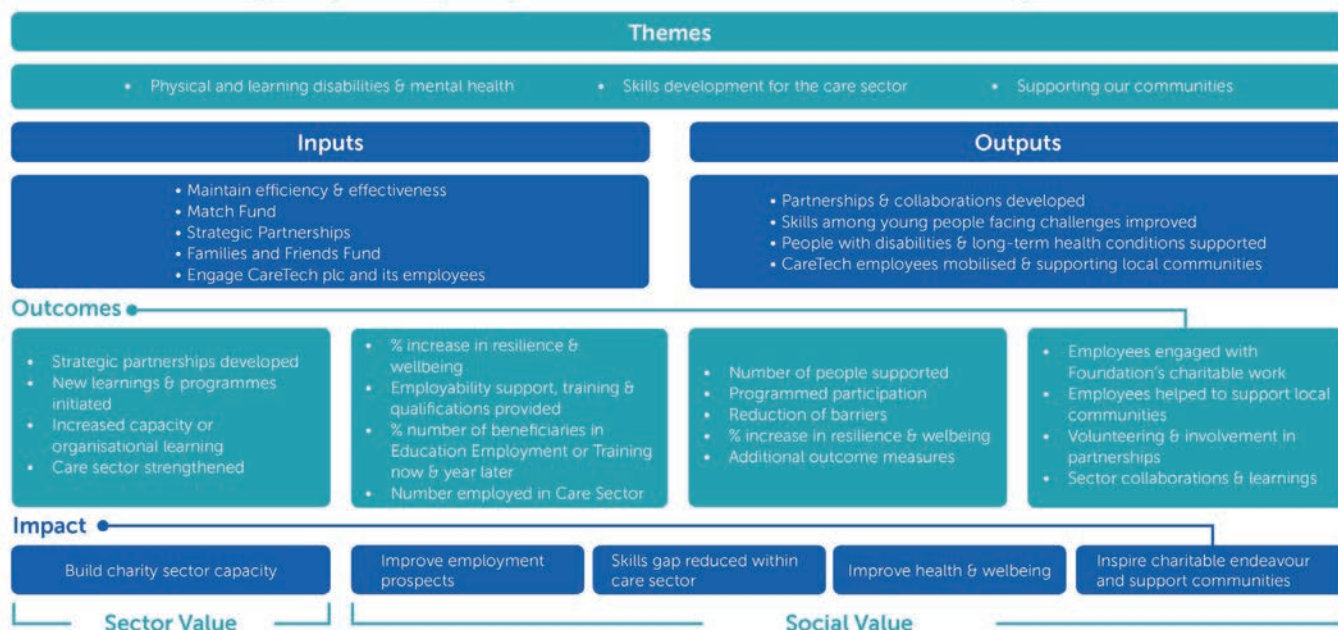 Themes
• Physical and learning disabilities & mental health • Skills development for the care sector • Supporting our communities
Inputs
• Maintain efficiency & effectiveness
• Match Fund
• Strategic Partnerships
• Families and Friends Fund
• Engage CareTech plc and its employees
Outputs
• Partnerships & collaborations developed
• Skills among young people facing challenges improved
• People with disabilities & long-term health conditions supported
• CareTech employees mobilised & supporting local communities
Outcomes
• Strategic partnerships developed
• New learnings & programmes
initiated
• Increased capacity or
organisational learning
• Care sector strengthened
• % increase in resilience &
wellbeing
• Employability support, training &
qualifications provided
• % number of beneficiaries in
Education Employment or Training
now & year later
• Number employed in Care Sector
• Number of people supported
• Programmed participation
• Reduction of barriers
• % increase in resilience & welbeing
• Additional outcome measures
• Employees engaged with
Foundation's charitable work
• Employees helped to support local
communities
• Volunteering & involvement in
partnerships
• Sector collaborations & learnings
Impact
Build charity sector capacity
Improve employment
prospects
Skills gap reduced within
care sector
Improve health & welbeing
Inspire charitable endeavour
and support communities
Sector Value
Social Value